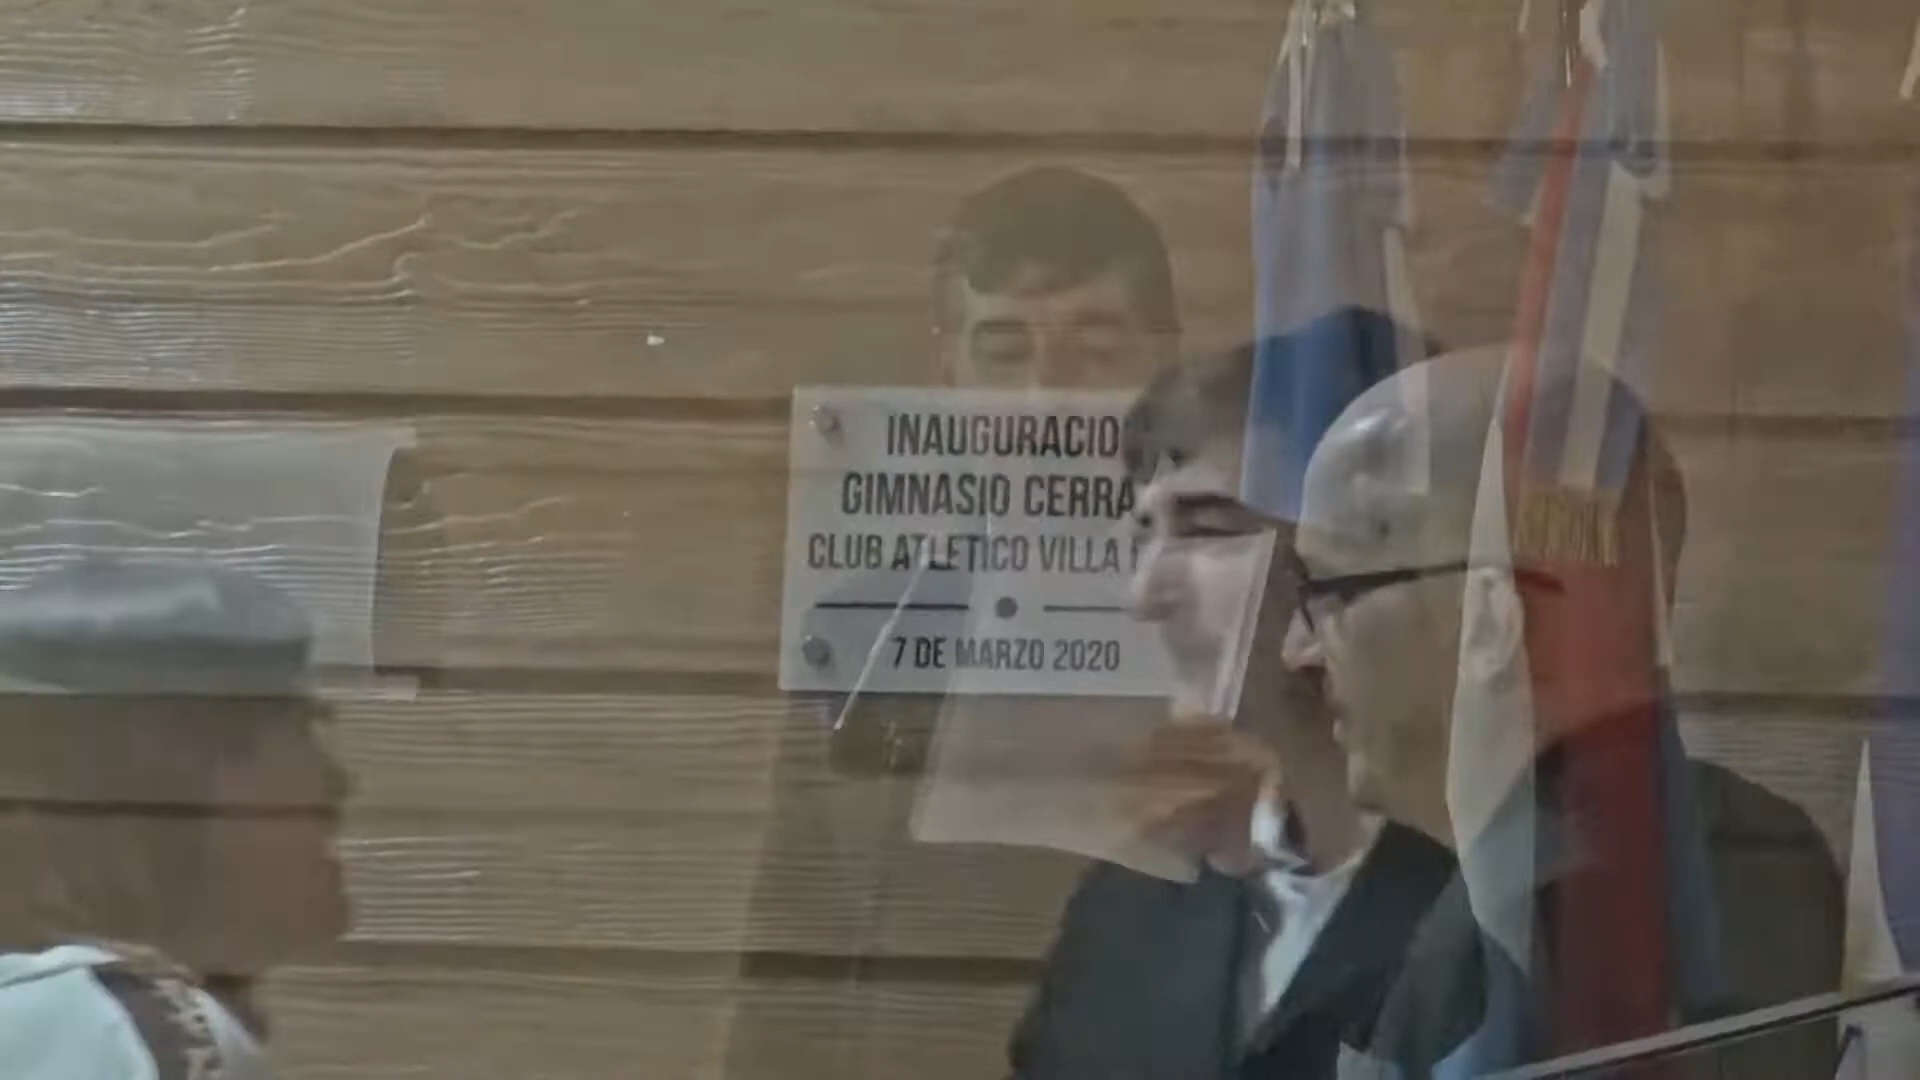 INAUGURACIO
GIMNASIO CERRA
CLUB ATLETICO VILLA
7 DE MARZO 2020